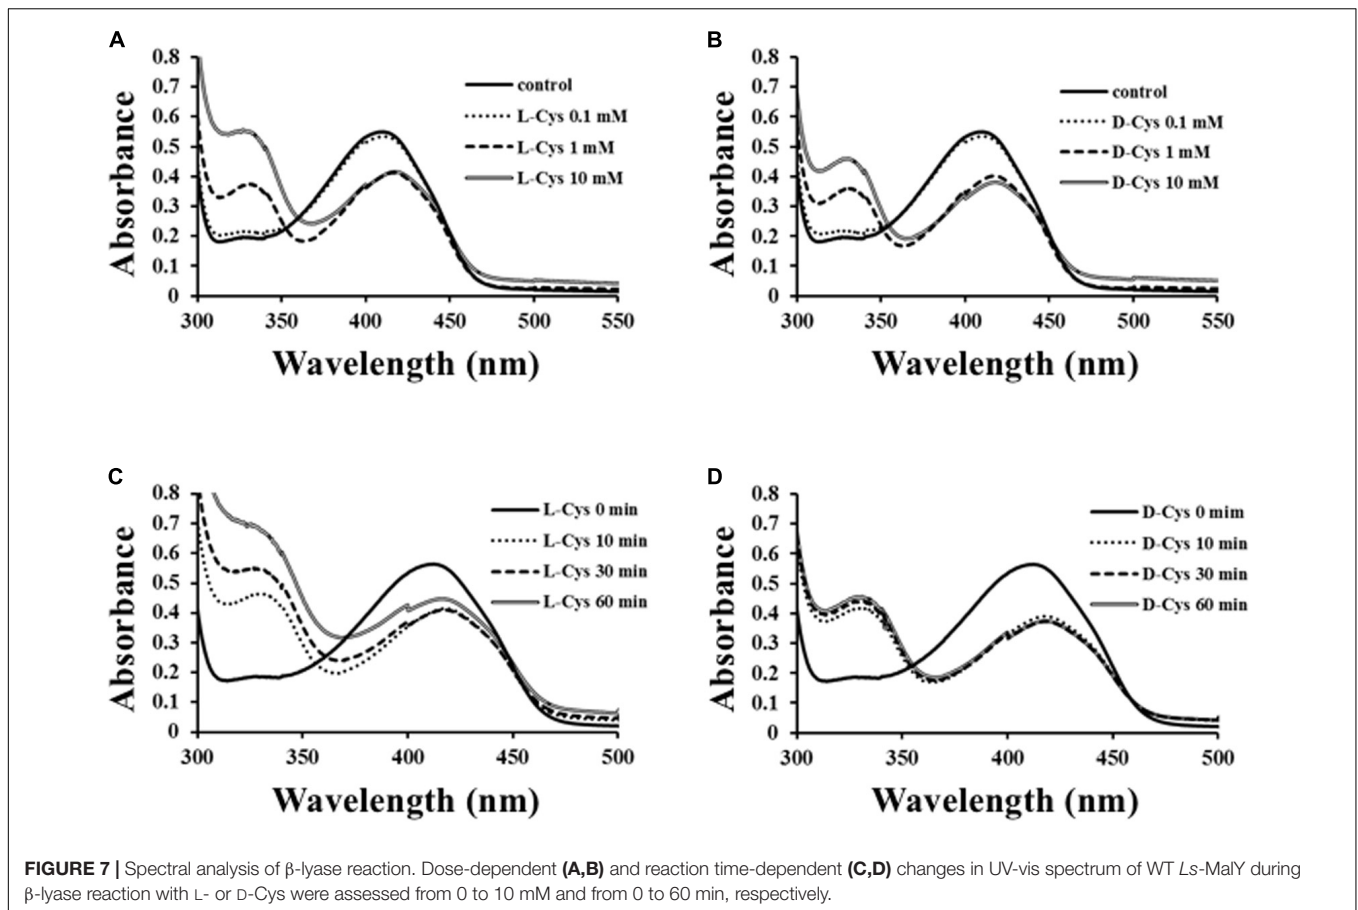 A
0.8
0.7
0.6
0.5
0.4
0.3
0.2
0.1
0
300 350 400 450 500 550
Absorbance
Wavelength (nm)
control
L-Cys 0.1 mM
L-Cys 1 mM
L-Cys 10 mM
B
0.8
0.7
0.6
0.5
0.4
0.3
0.2
0.1
0
300 350 400 450 500 550
Absorbance
Wavelength (nm)
control
D-Cys 0.1 mM
D-Cys 1 mM
D-Cys 10 mM
C
0.8
0.7
0.6
0.5
0.4
0.3
0.2
0.1
0
300 350 400 450 500
Absorbance
Wavelength (nm)
L-Cys 0 min
L-Cys 10 min
L-Cys 30 min
L-Cys 60 min
D
0.8
0.7
0.6
0.5
0.4
0.3
0.2
0.1
0
300 350 400 450 500
Absorbance
Wavelength (nm)
D-Cys 0 mim
D-Cys 10 min
D-Cys 30 min
D-Cys 60 min
FIGURE 7 | Spectral analysis of β-lyase reaction. Dose-dependent (A,B) and reaction time-dependent (C,D) changes in UV-vis spectrum of WT Ls-MalY during
β-lyase reaction with L- or D-Cys were assessed from 0 to 10 mM and from 0 to 60 min, respectively.